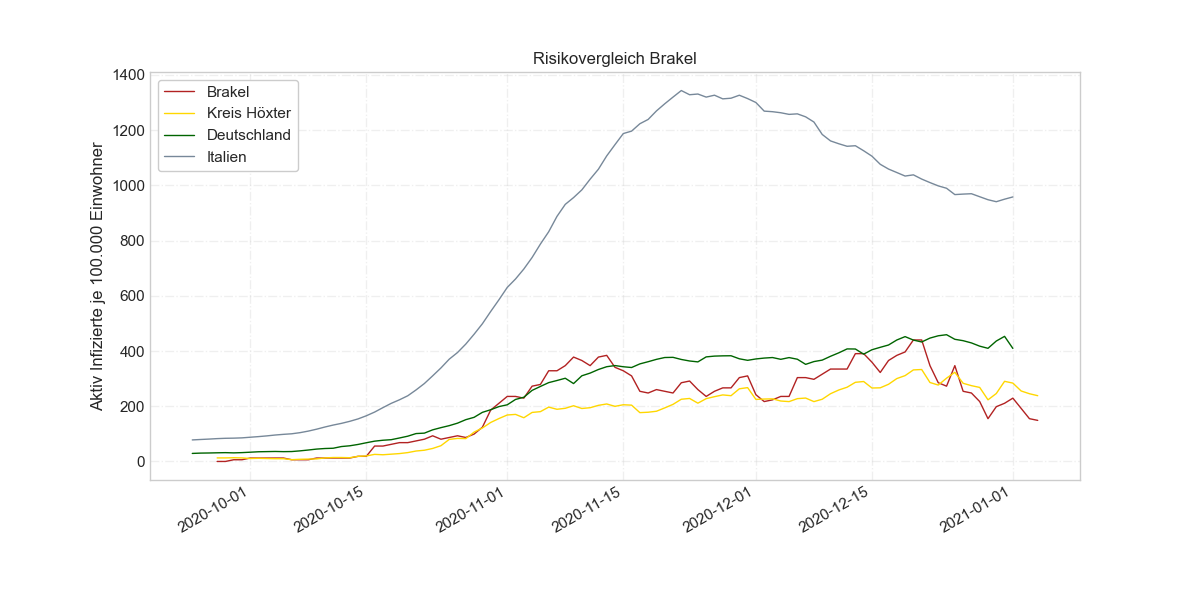 Risikovergleich Brakel
Aktiv Infizierte je 100.000 Einwohner
1400
1200
1000
800
600
400
200
0
Brakel
Kreis Höxter
Deutschland
Italien
2020-10-01
2020-10-15
2020-11-01
2020-11-15
2020-12-01
2020-12-15
2021-01-01